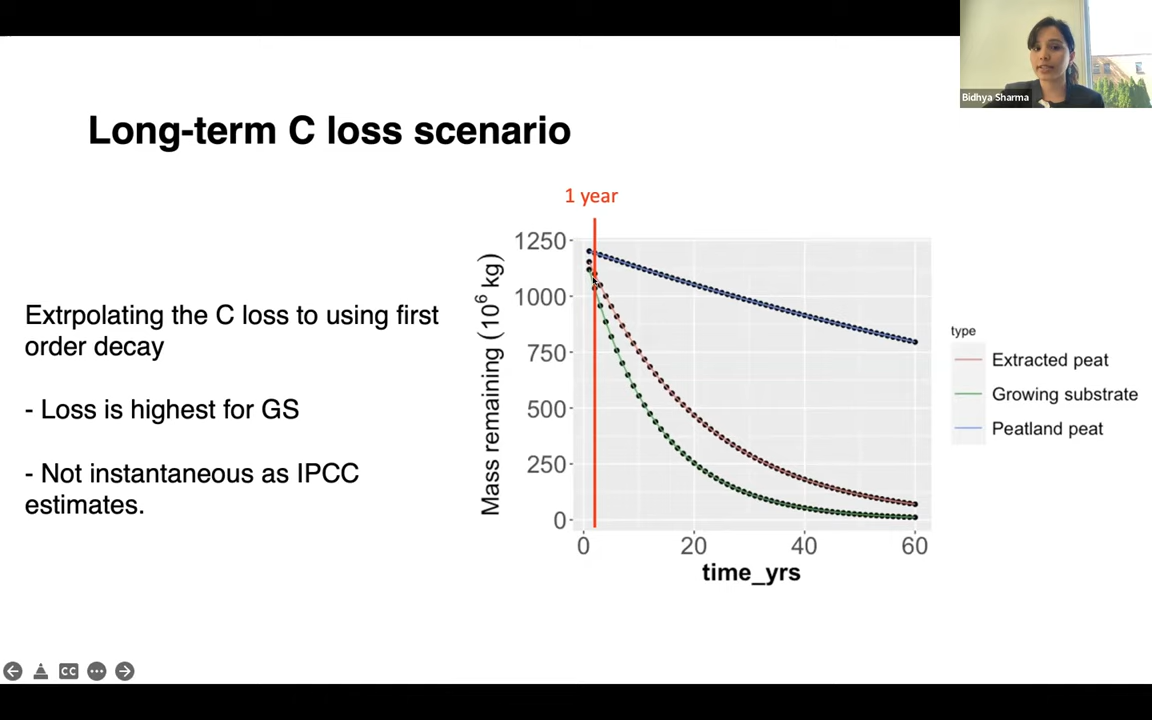 Bidhya Sharma
Long-term C loss scenario
1 year
Extrpolating the C loss to using first
order decay
- Loss is highest for GS
- Not instantaneous as IPCC
estimates.
Mass remaining (10⁶ kg)
1250
1000
750
500
250
0
0 20 40 60
time_yrs
type
Extracted peat
Growing substrate
Peatland peat
CC